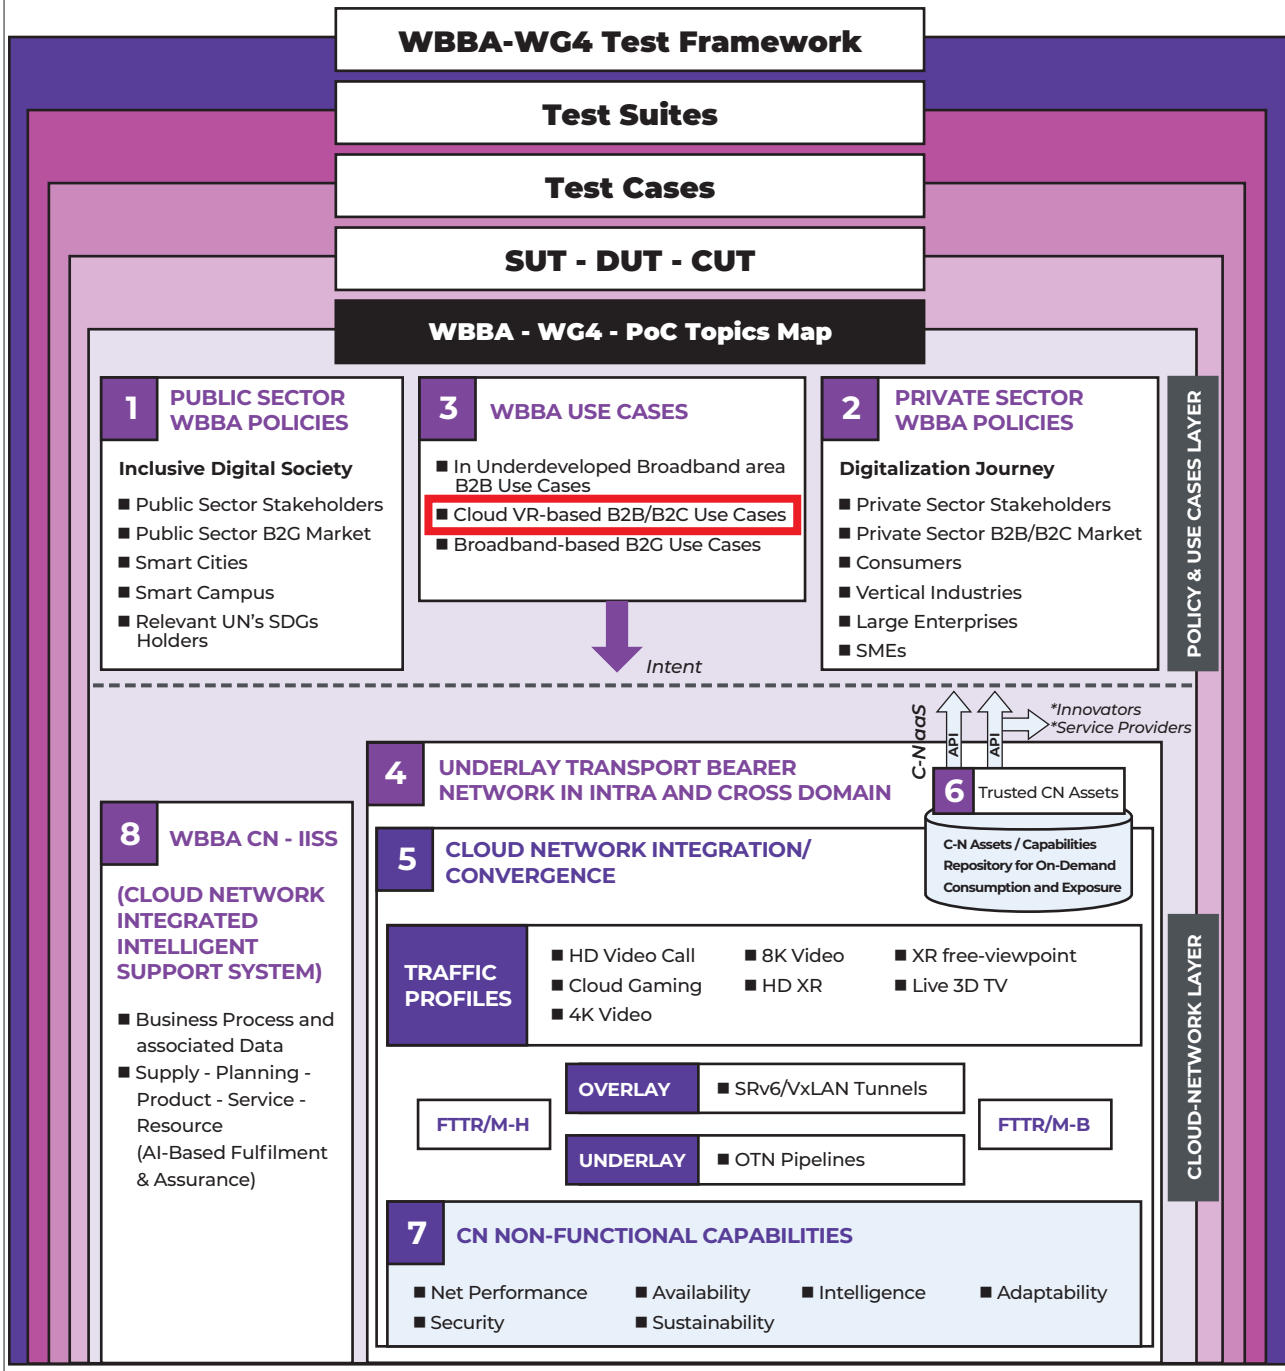 WBBA-WG4 Test Framework
Test Suites
Test Cases
SUT - DUT - CUT
WBBA - WG4 - PoC Topics Map
1
PUBLIC SECTOR
WBBA POLICIES
Inclusive Digital Society
■ Public Sector Stakeholders
■ Public Sector B2G Market
■ Smart Cities
■ Smart Campus
■ Relevant UN's SDGs
Holders
3
WBBA USE CASES
■ In Underdeveloped Broadband area
B2B Use Cases
■ Cloud VR-based B2B/B2C Use Cases
■ Broadband-based B2G Use Cases
2
PRIVATE SECTOR
WBBA POLICIES
Digitalization Journey
■ Private Sector Stakeholders
■ Private Sector B2B/B2C Market
■ Consumers
■ Vertical Industries
■ Large Enterprises
■ SMEs
POLICY & USE CASES LAYER
Intent
C-NaaS
API
API
*Innovators
*Service Providers
4
UNDERLAY TRANSPORT BEARER
NETWORK IN INTRA AND CROSS DOMAIN
6
Trusted CN Assets
C-N Assets / Capabilities
Repository for On-Demand
Consumption and Exposure
8
WBBA CN - IISS
(CLOUD NETWORK
INTEGRATED
INTELLIGENT
SUPPORT SYSTEM)
■ Business Process and
associated Data
■ Supply - Planning -
Product - Service -
Resource
(AI-Based Fulfilment
& Assurance)
5
CLOUD NETWORK INTEGRATION/
CONVERGENCE
TRAFFIC
PROFILES
■ HD Video Call
■ Cloud Gaming
■ 4K Video
■ 8K Video
■ HD XR
■ XR free-viewpoint
■ Live 3D TV
FTTR/M-H
OVERLAY
■ SRv6/VxLAN Tunnels
UNDERLAY
■ OTN Pipelines
FTTR/M-B
7
CN NON-FUNCTIONAL CAPABILITIES
■ Net Performance
■ Availability
■ Intelligence
■ Adaptability
■ Security
■ Sustainability
CLOUD-NETWORK LAYER